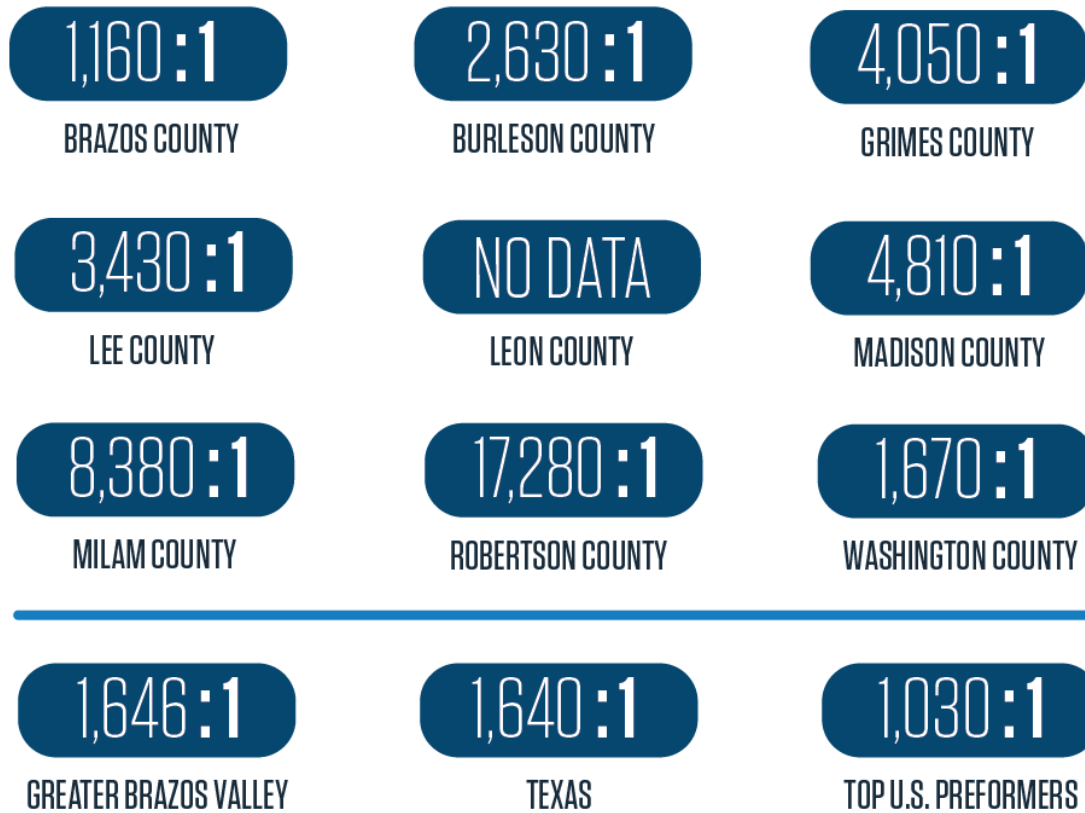 1,160 :1
BRAZOS COUNTY
2,630 :1
BURLESON COUNTY
4,050 :1
GRIMES COUNTY
3,430 :1
LEE COUNTY
NO DATA
LEON COUNTY
4,810 :1
MADISON COUNTY
8,380 :1
MILAM COUNTY
17,280 :1
ROBERTSON COUNTY
1,670 :1
WASHINGTON COUNTY
1,646 :1
GREATER BRAZOS VALLEY
1,640 :1
TEXAS
1,030 :1
TOP U.S. PREFORMERS